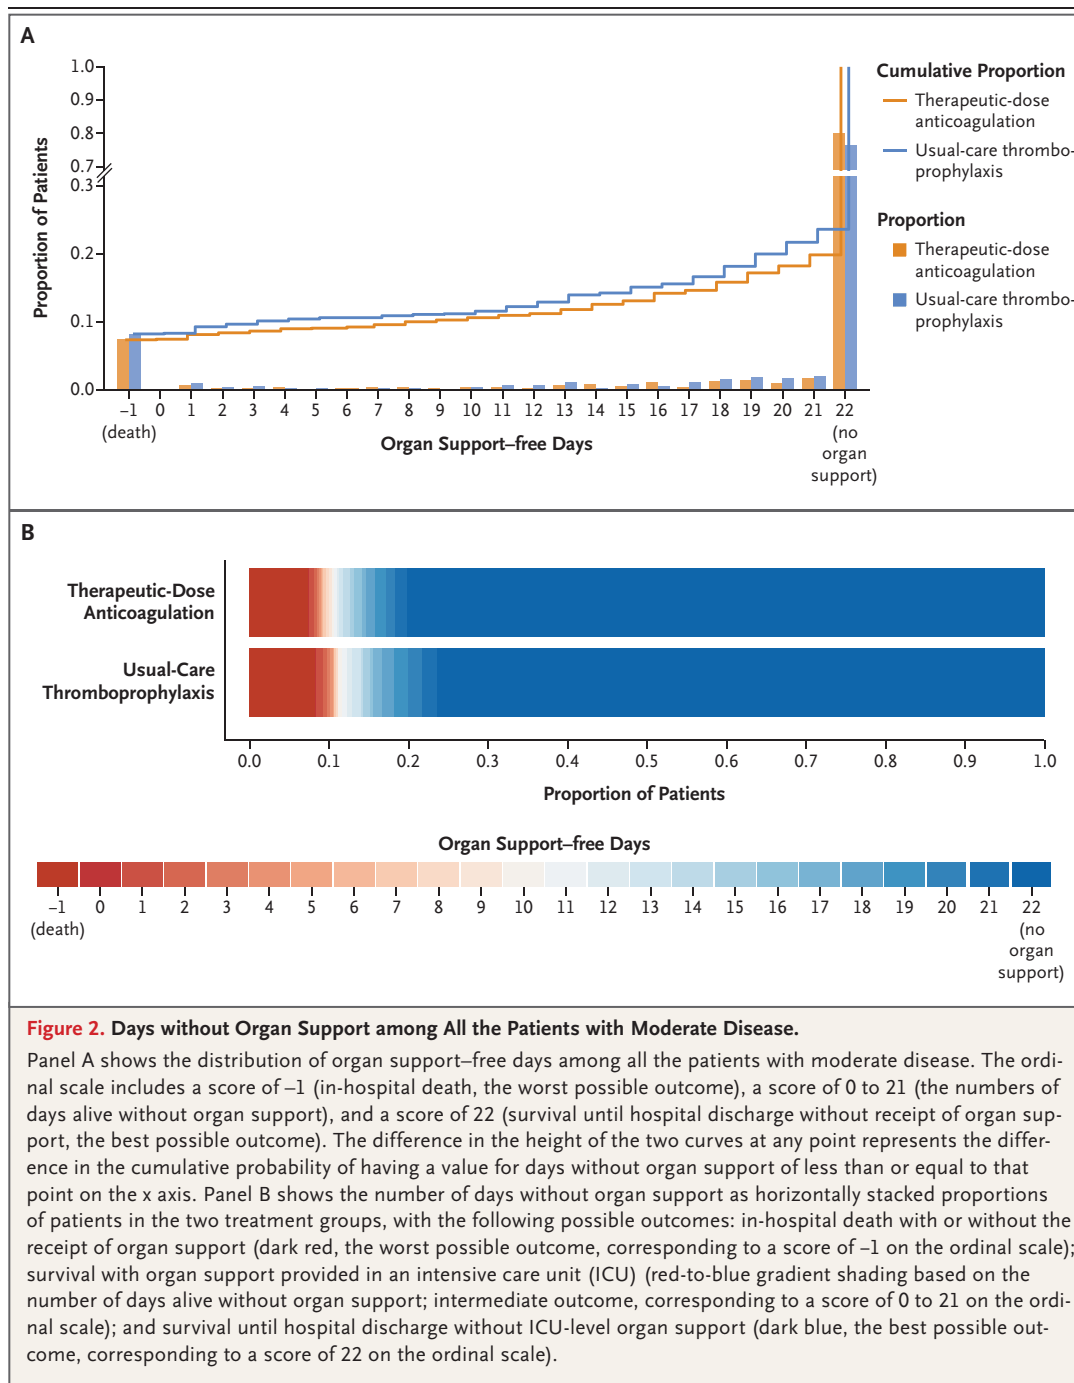 A
1.0
0.9
0.8
0.7
0.3
0.2
0.1
0.0
Proportion of Patients
–1 0 1 2 3 4 5 6 7 8 9 10 11 12 13 14 15 16 17 18 19 20 21 22
(death)
(no
organ
support)
Organ Support–free Days
Cumulative Proportion
Therapeutic-dose
anticoagulation
Usual-care thrombo-
prophylaxis
Proportion
Therapeutic-dose
anticoagulation
Usual-care thrombo-
prophylaxis
B
Therapeutic-Dose
Anticoagulation
Usual-Care
Thromboprophylaxis
0.0 0.1 0.2 0.3 0.4 0.5 0.6 0.7 0.8 0.9 1.0
Proportion of Patients
Organ Support–free Days
–1 0 1 2 3 4 5 6 7 8 9 10 11 12 13 14 15 16 17 18 19 20 21 22
(death)
(no
organ
support)
Figure 2. Days without Organ Support among All the Patients with Moderate Disease.
Panel A shows the distribution of organ support–free days among all the patients with moderate disease. The ordi-
nal scale includes a score of –1 (in-hospital death, the worst possible outcome), a score of 0 to 21 (the numbers of
days alive without organ support), and a score of 22 (survival until hospital discharge without receipt of organ sup-
port, the best possible outcome). The difference in the height of the two curves at any point represents the differ-
ence in the cumulative probability of having a value for days without organ support of less than or equal to that
point on the x axis. Panel B shows the number of days without organ support as horizontally stacked proportions
of patients in the two treatment groups, with the following possible outcomes: in-hospital death with or without the
receipt of organ support (dark red, the worst possible outcome, corresponding to a score of –1 on the ordinal scale);
survival with organ support provided in an intensive care unit (ICU) (red-to-blue gradient shading based on the
number of days alive without organ support; intermediate outcome, corresponding to a score of 0 to 21 on the ordi-
nal scale); and survival until hospital discharge without ICU-level organ support (dark blue, the best possible out-
come, corresponding to a score of 22 on the ordinal scale).